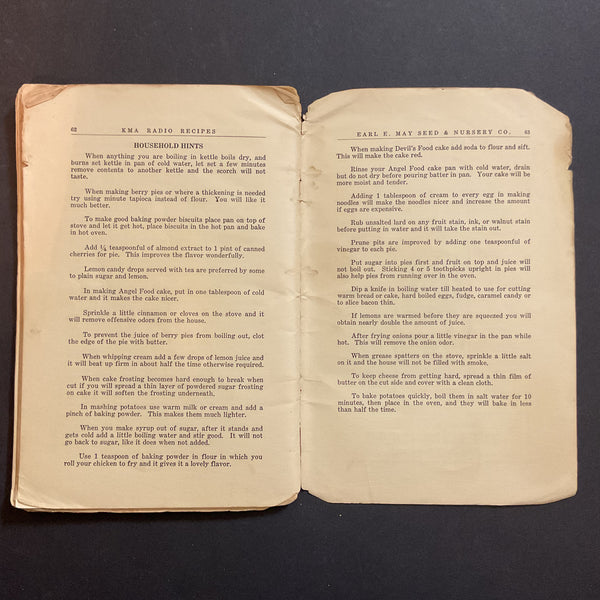 62 KMA RADIO RECIPES
HOUSEHOLD HINTS
When anything you are boiling in kettle boils dry, and
burns set kettle in pan of cold water, let set a few minutes
remove contents to another kettle and the scorch will not
taste.
When making berry pies or where a thickening is needed
try using minute tapioca instead of flour. You will like it
much better.
To make good baking powder biscuits place pan on top of
stove and let it get hot, place biscuits in the hot pan and bake
in hot oven.
Add ¼ teaspoonful of almond extract to 1 pint of canned
cherries for pie. This improves the flavor wonderfully.
Lemon candy drops served with tea are preferred by some
to plain sugar and lemon.
In making Angel Food cake, put in one tablespoon of cold
water and it makes the cake nicer.
Sprinkle a little cinnamon or cloves on the stove and it
will remove offensive odors from the house.
To prevent the juice of berry pies from boiling out, clot
the edge of the pie with butter.
When whipping cream add a few drops of lemon juice and
it will beat up firm in about half the time otherwise required.
When cake frosting becomes hard enough to break when
cut if you will spread a thin layer of powdered sugar frosting
on cake it will soften the frosting underneath.
In mashing potatoes use warm milk or cream and add a
pinch of baking powder. This makes them much lighter.
When you make syrup out of sugar, after it stands and
gets cold add a little boiling water and stir good. It will not
go back to sugar, like it does when not added.
Use 1 teaspoon of baking powder in flour in which you
roll your chicken to fry and it gives it a lovely flavor.
EARL E. MAY SEED & NURSERY CO. 63
When making Devil's Food cake add soda to flour and sift.
This will make the cake red.
Rinse your Angel Food cake pan with cold water, drain
but do not dry before pouring batter in pan. Your cake will be
more moist and tender.
Adding 1 tablespoon of cream to every egg in making
noodles will make the noodles nicer and increase the amount
if eggs are expensive.
Rub unsalted lard on any fruit stain, ink, or walnut stain
before putting in water and it will take the stain out.
Prune pits are improved by adding one teaspoonful of
vinegar to each pie.
Put sugar into pies first and fruit on top and juice will
not boil out. Sticking 4 or 5 toothpicks upright in pies will
also help pies from running over in oven.
Dip a knife in boiling water till heated to use for cutting
warm bread or cake, hard boiled eggs, fudge, caramel candy or
to slice bacon thin.
If lemons are warmed before they are squeezed you will
obtain nearly double the amount of juice.
After frying onions pour a little vinegar in the pan while
hot. This will remove the onion odor.
When grease spatters on the stove, sprinkle a little salt
on it and the house will not be filled with smoke.
To keep cheese from getting hard, spread a thin film of
butter on the cut side and cover with a clean cloth.
To bake potatoes quickly, boil them in salt water for 10
minutes, then place in the oven, and they will bake in less
than half the time.